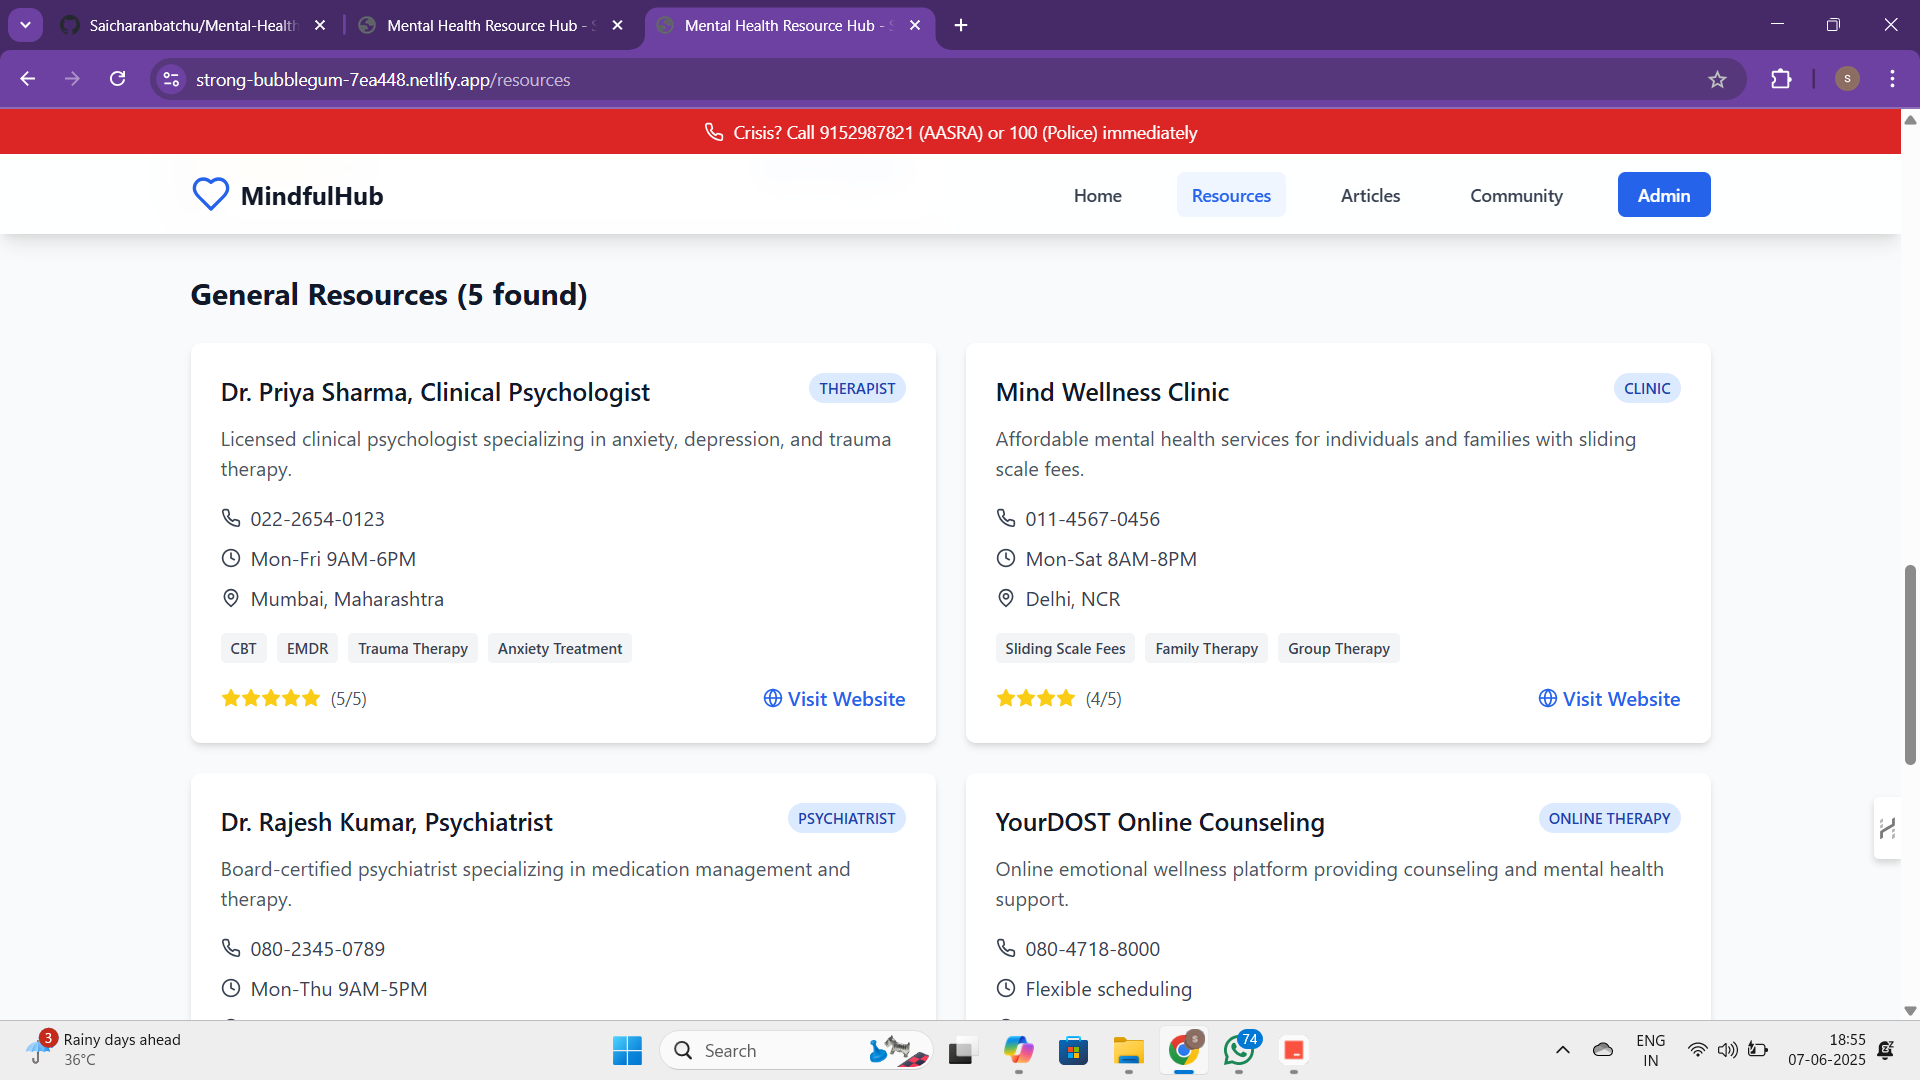 Saicharanbatchu/Mental-Health
Mental Health Resource Hub - S
Mental Health Resource Hub - S
strong-bubblegum-7ea448.netlify.app/resources
S
Crisis? Call 9152987821 (AASRA) or 100 (Police) immediately
MindfulHub
Home
Resources
Articles
Community
Admin
General Resources (5 found)
Dr. Priya Sharma, Clinical Psychologist
THERAPIST
Licensed clinical psychologist specializing in anxiety, depression, and trauma
therapy.
022-2654-0123
Mon-Fri 9AM-6PM
Mumbai, Maharashtra
CBT
EMDR
Trauma Therapy
Anxiety Treatment
(5/5)
Visit Website
Mind Wellness Clinic
CLINIC
Affordable mental health services for individuals and families with sliding
scale fees.
011-4567-0456
Mon-Sat 8AM-8PM
Delhi, NCR
Sliding Scale Fees
Family Therapy
Group Therapy
(4/5)
Visit Website
Dr. Rajesh Kumar, Psychiatrist
PSYCHIATRIST
Board-certified psychiatrist specializing in medication management and
therapy.
080-2345-0789
Mon-Thu 9AM-5PM
YourDOST Online Counseling
ONLINE THERAPY
Online emotional wellness platform providing counseling and mental health
support.
080-4718-8000
Flexible scheduling
3
Rainy days ahead
36°C
Search
S
74
ENG
IN
18:55
07-06-2025